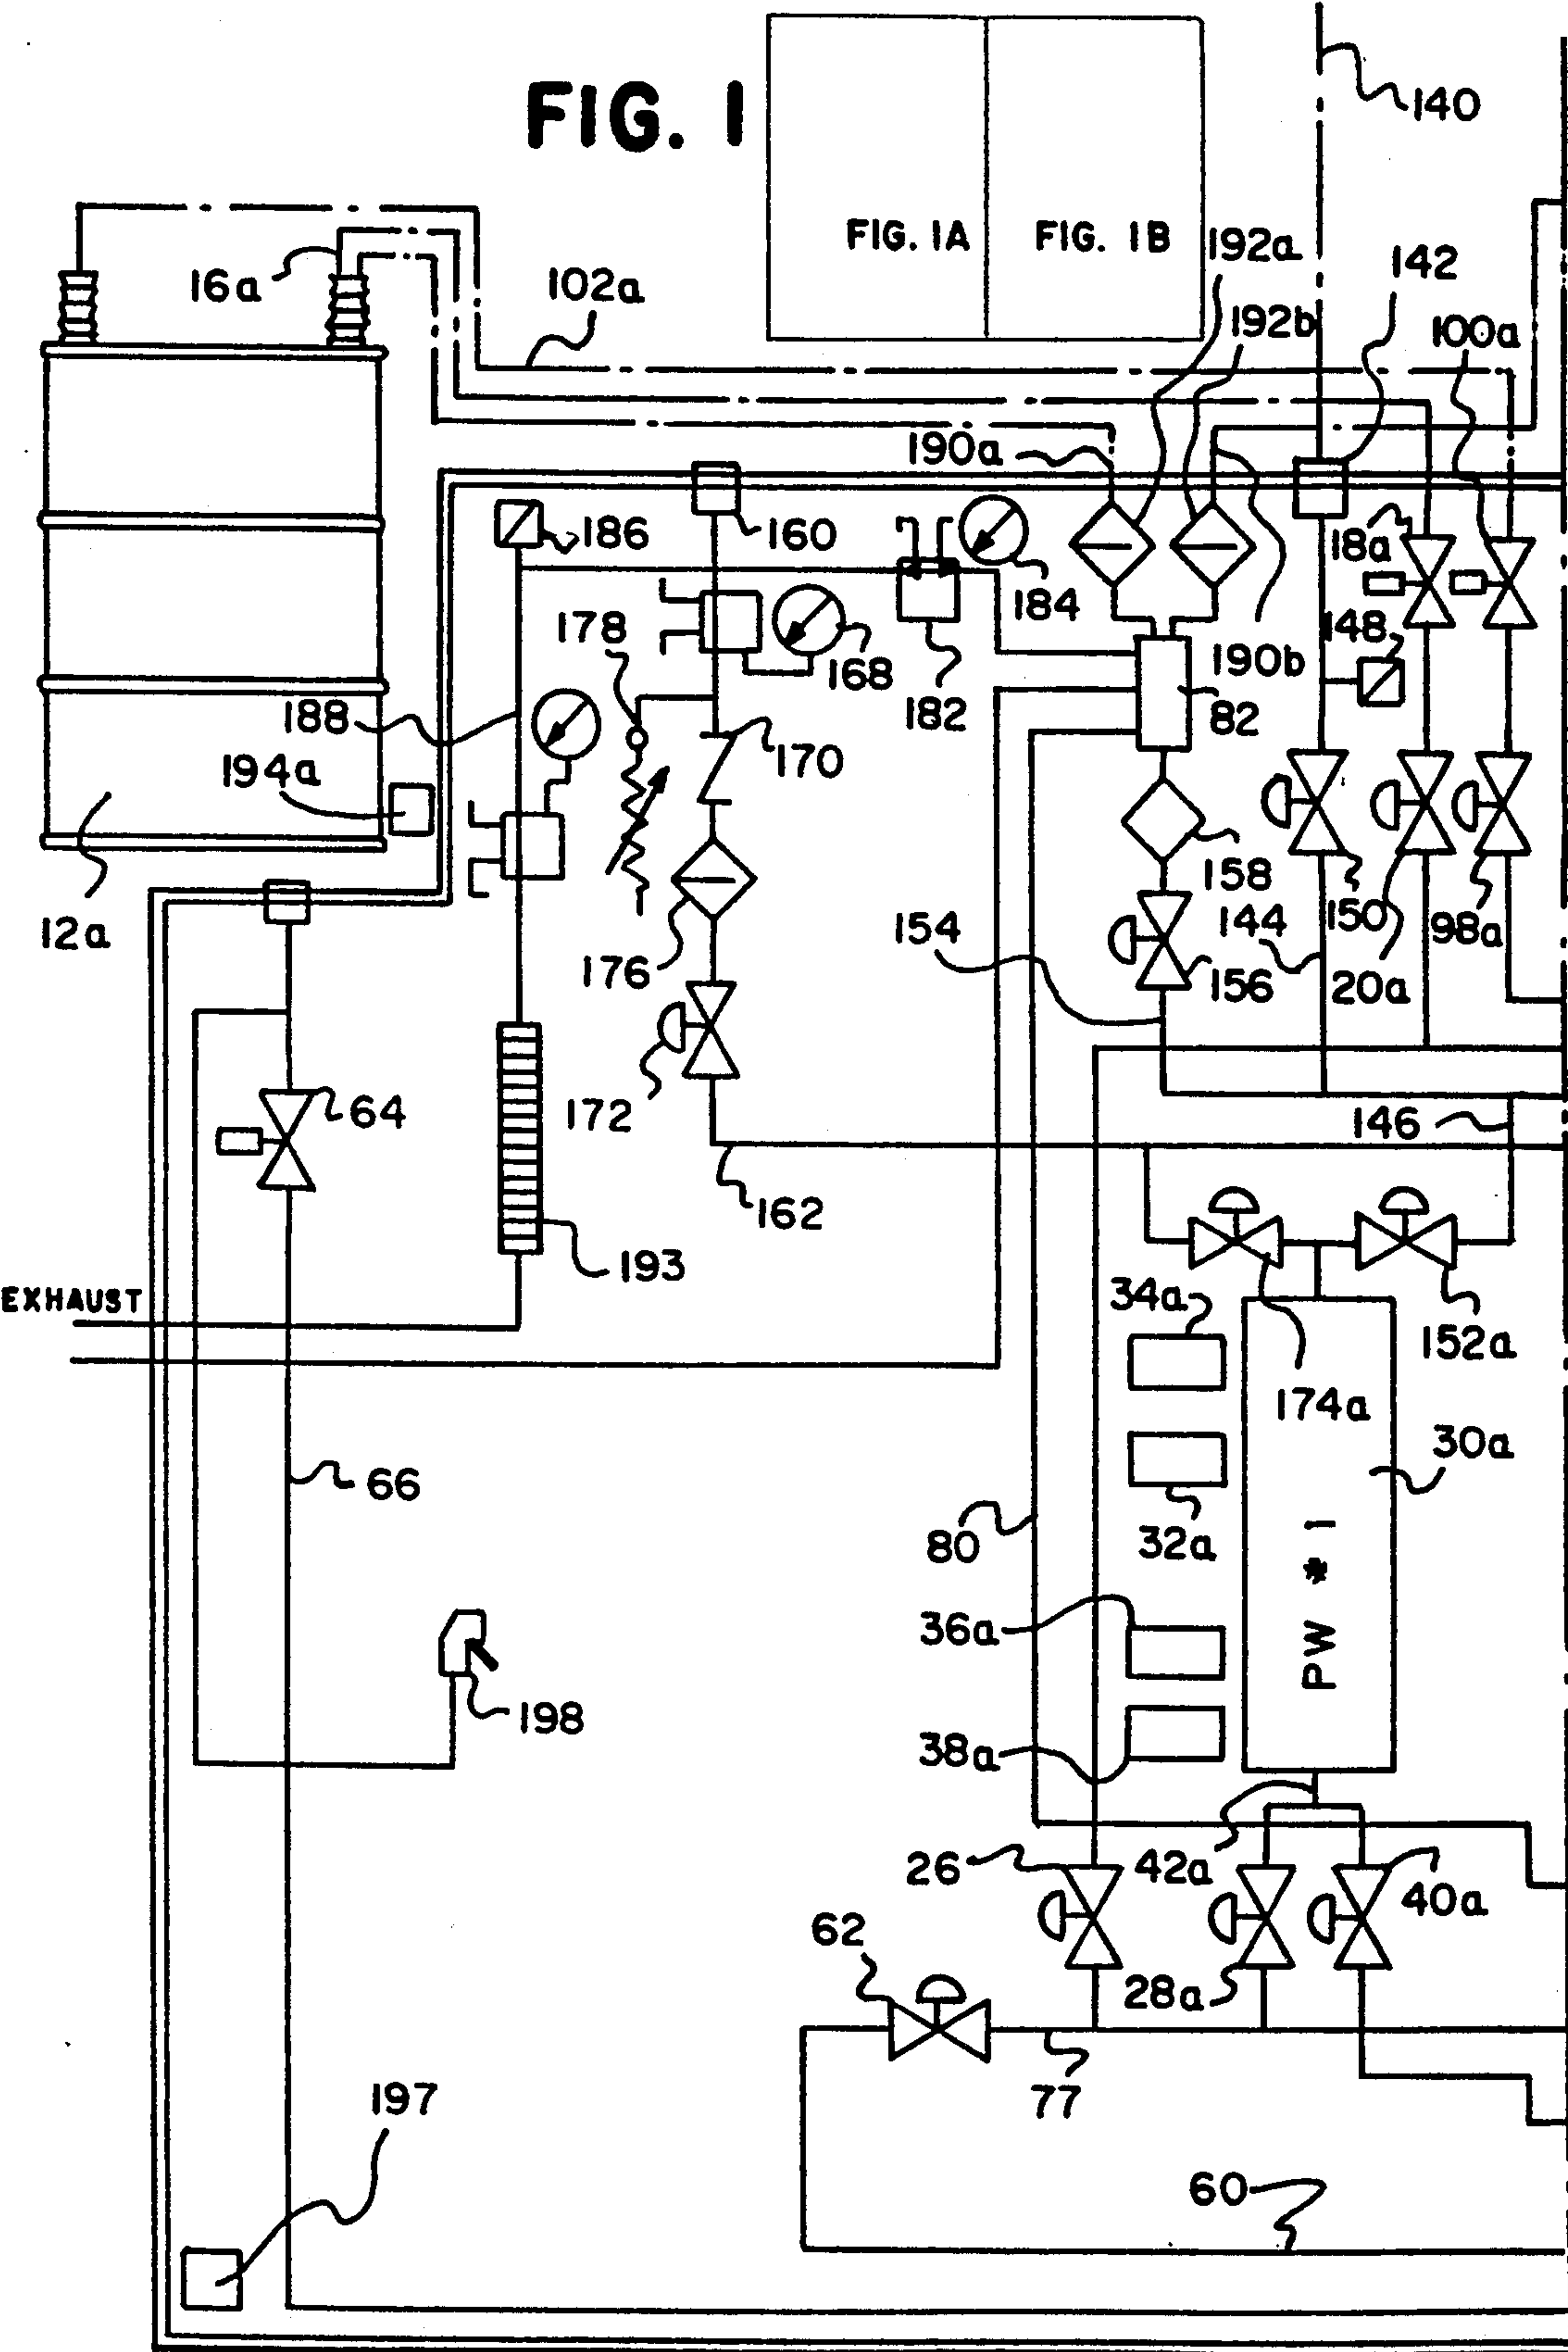 FIG. 1
FIG. 1A
FIG. 1B
140
192a
142
16a
102a
192b
100a
190a
186
160
184
18a
178
168
148
190b
188
182
82
194a
170
158
12a
154
144
150
98a
176
156
20a
64
172
146
162
193
EXHAUST
34a
152a
174a
30a
66
80
32a
PW * 1
36a
198
38a
26
42a
40a
62
28a
77
197
60